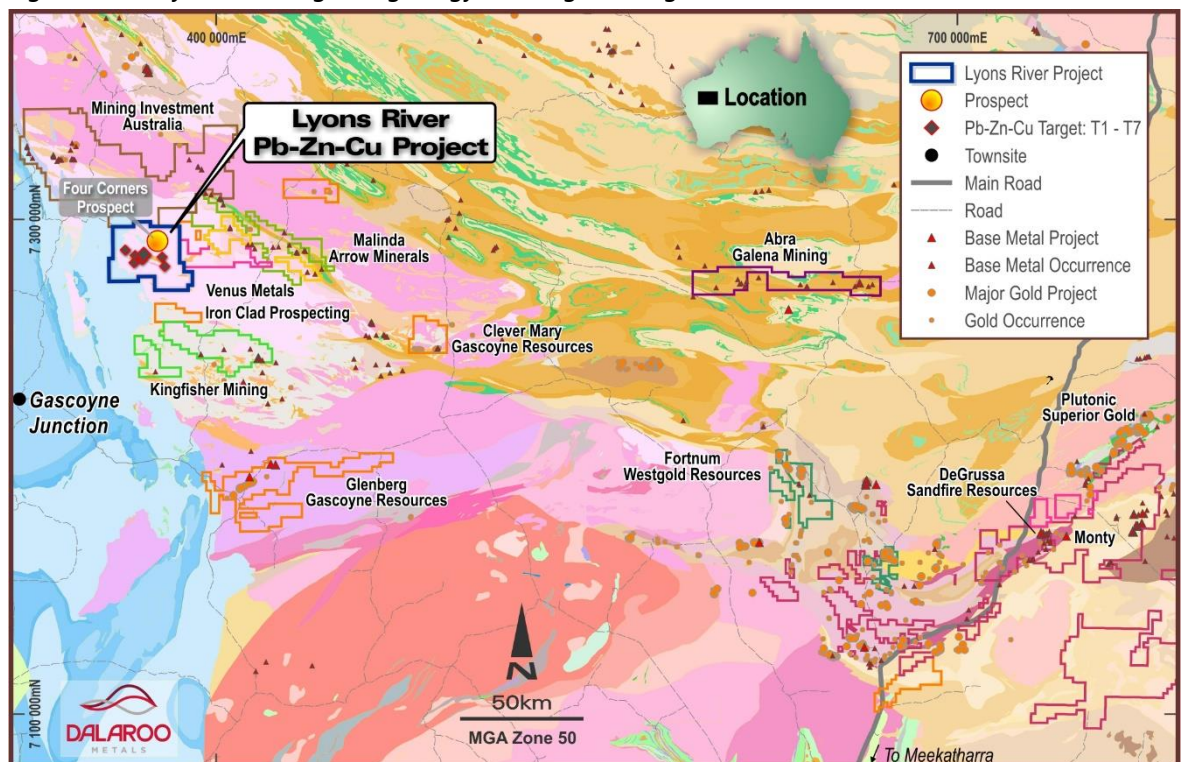 400 000mE
700 000mE
7 300 000mN
7 100 000mN
Mining Investment
Australia
Lyons River
Pb-Zn-Cu Project
Four Corners
Prospect
Malinda
Arrow Minerals
Venus Metals
Iron Clad Prospecting
Kingfisher Mining
Clever Mary
Gascoyne Resources
Abra
Galena Mining
Gascoyne
Junction
Glenberg
Gascoyne Resources
Fortnum
Westgold Resources
Plutonic
Superior Gold
DeGrussa
Sandfire Resources
Monty
Location
Lyons River Project
Prospect
Pb-Zn-Cu Target: T1 - T7
Townsite
Main Road
Road
Base Metal Project
Base Metal Occurrence
Major Gold Project
Gold Occurrence
N
50km
MGA Zone 50
To Meekatharra
DALAROO
METALS